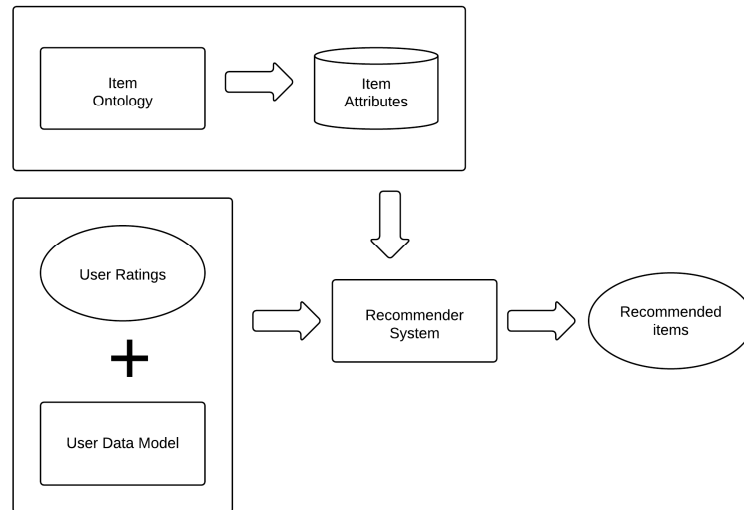 Item
Ontology
Item
Attributes
User Ratings
+
User Data Model
Recommender
System
Recommended
items